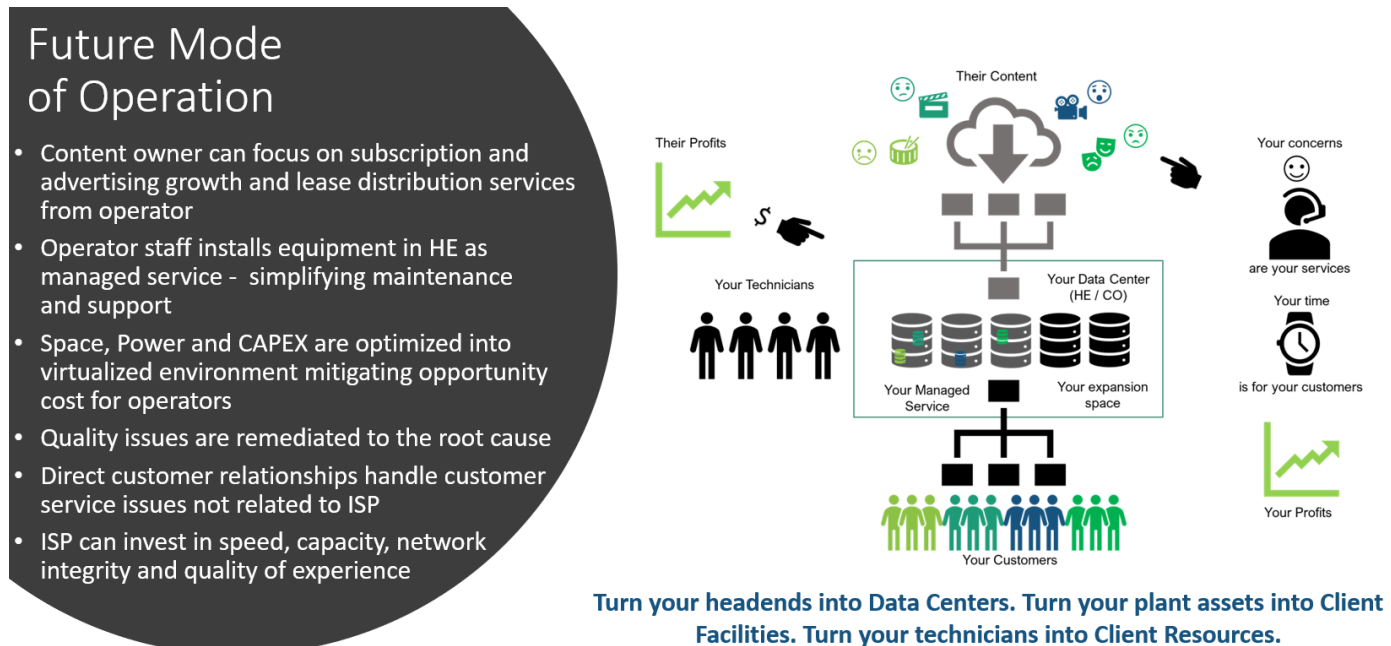 Future Mode
of Operation
• Content owner can focus on subscription and
advertising growth and lease distribution services
from operator
• Operator staff installs equipment in HE as
managed service - simplifying maintenance
and support
• Space, Power and CAPEX are optimized into
virtualized environment mitigating opportunity
cost for operators
• Quality issues are remediated to the root cause
• Direct customer relationships handle customer
service issues not related to ISP
• ISP can invest in speed, capacity, network
integrity and quality of experience
Their Content
Their Profits
$
Your Technicians
Your Data Center
(HE / CO)
Your Managed
Service
Your expansion
space
Your Customers
Your concerns
are your services
Your time
is for your customers
Your Profits
Turn your headends into Data Centers. Turn your plant assets into Client
Facilities. Turn your technicians into Client Resources.